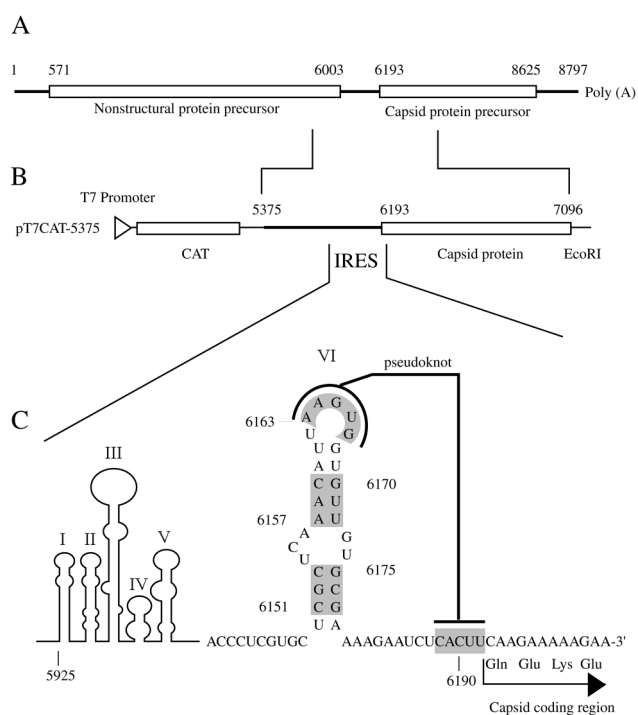 A
1 571 6003 6193 8625 8797
Poly (A)
Nonstructural protein precursor Capsid protein precursor
B
T7 Promoter
5375 6193 7096
pT7CAT-5375
CAT Capsid protein EcoRI
IRES
VI
pseudoknot
C
A G
6163 A U
U G
U G
III
A U
C G 6170
A U
A U
6157
I II V
A G
C U
U
C G 6175
IV
G C
6151 C G
U A
ACCCUCGUGC AAAGAAUCUCACUUCAAGAAAAAGAA-3'
5925 6190 Gln Glu Lys Glu
Capsid coding region